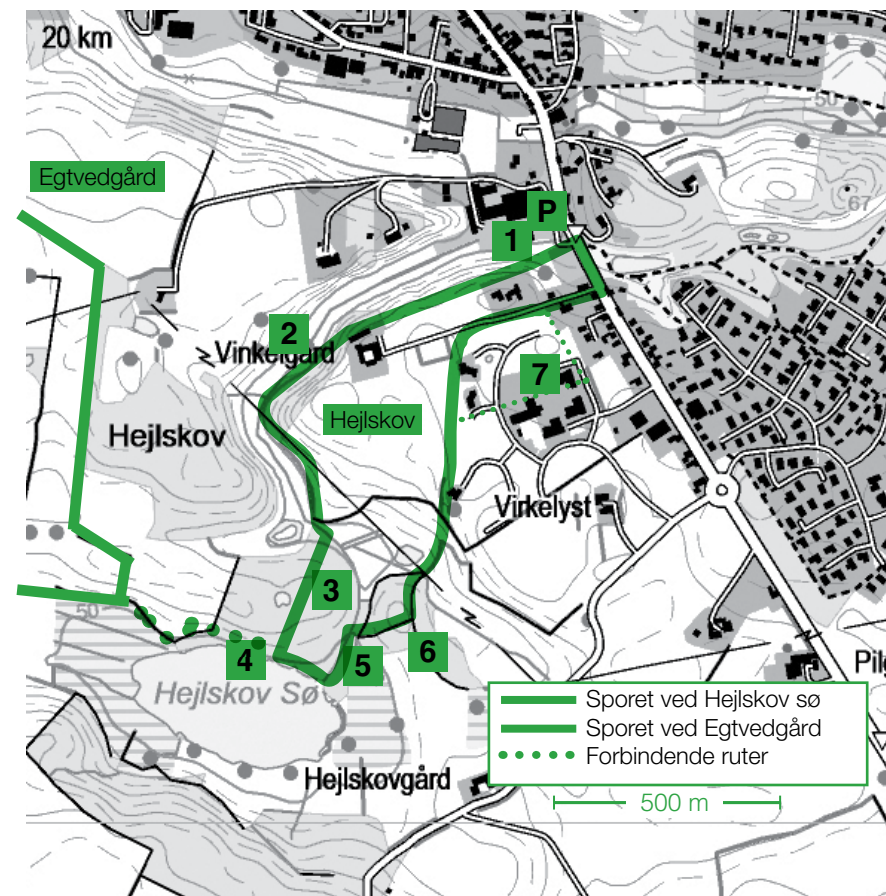 20 km
50
Egtvedgård
67
P
1
2
Vinkelgård
7
Hejlskov
Hejlskov
Virkelyst
3
50
4
5
6
Pil
Hejlskov Sø
Sporet ved Hejlskov sø
Sporet ved Egtvedgård
Forbindende ruter
Hejlskovgård
500 m